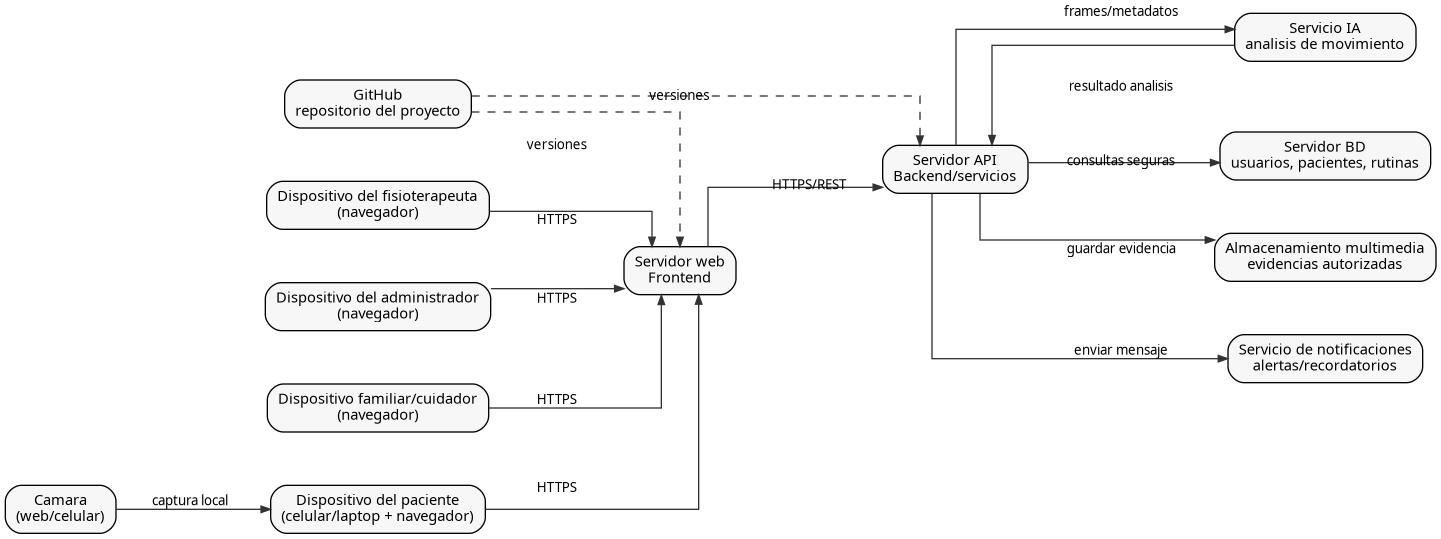 frames/metadatos
Servicio IA
analisis de movimiento
resultado analisis
GitHub
repositorio del proyecto
versiones
versiones
Servidor API
Backend/servicios
consultas seguras
Servidor BD
usuarios, pacientes, rutinas
Dispositivo del fisioterapeuta
(navegador)
HTTPS
HTTPS/REST
Servidor web
Frontend
guardar evidencia
Almacenamiento multimedia
evidencias autorizadas
Dispositivo del administrador
(navegador)
HTTPS
enviar mensaje
Servicio de notificaciones
alertas/recordatorios
Dispositivo familiar/cuidador
(navegador)
HTTPS
Camara
(web/celular)
captura local
Dispositivo del paciente
(celular/laptop + navegador)
HTTPS